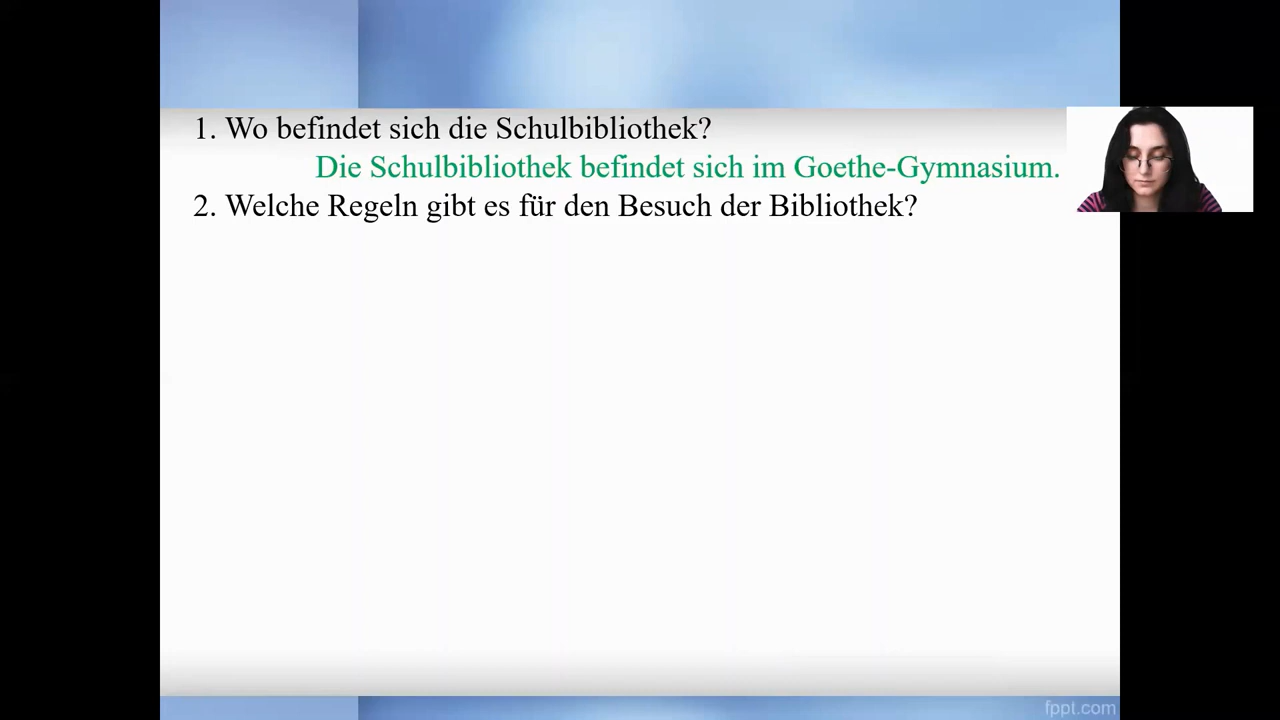 1. Wo befindet sich die Schulbibliothek?
Die Schulbibliothek befindet sich im Goethe-Gymnasium.
2. Welche Regeln gibt es für den Besuch der Bibliothek?
fppt.com